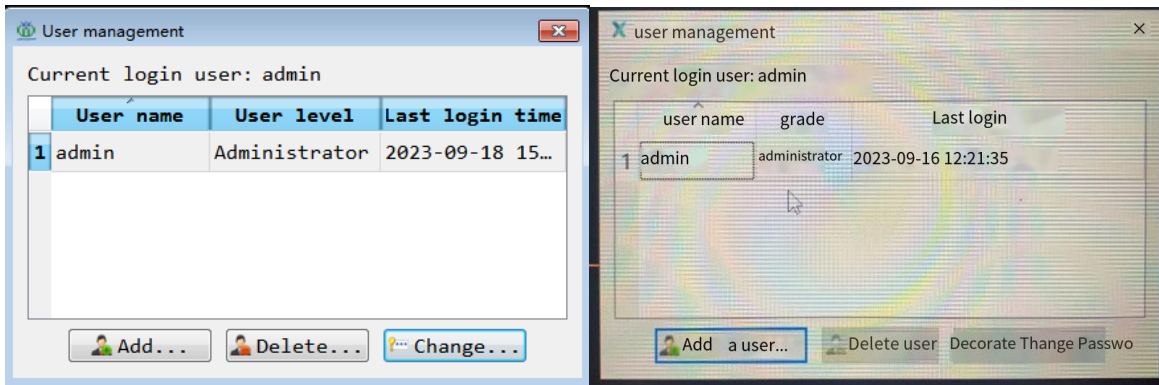 User management
Current login user: admin
User name User level Last login time
1 admin Administrator 2023-09-18 15...
Add... Delete... Change...
user management
Current login user: admin
user name grade Last login
1 admin administrator 2023-09-16 12:21:35
Add a user... Delete user Decorate Thange Passwo